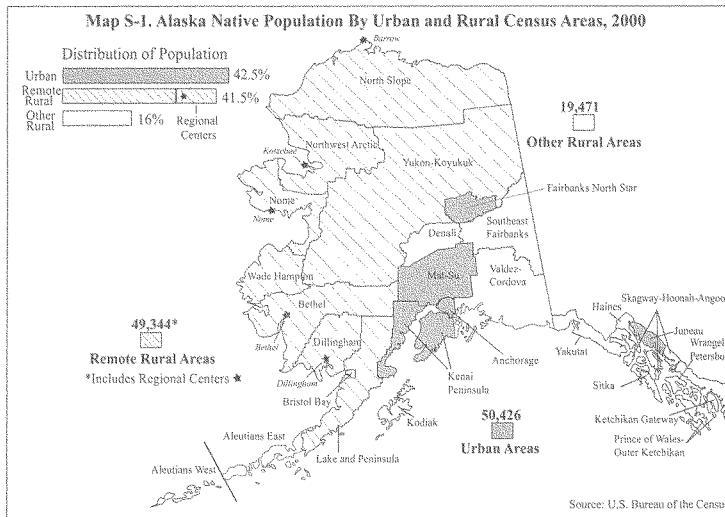 Map S-1. Alaska Native Population By Urban and Rural Census Areas, 2000
Distribution of Population
Urban
42.5%
Remote
Rural
41.5%
Regional
Centers
Other
Rural
16%
Barrow
North Slope
19,471
Other Rural Areas
Kotzebue
Northwest Arctic
Yukon-Koyukuk
Fairbanks North Star
Nome
Nome
Southeast
Fairbanks
Denali
Mat-Su
Valdez-
Cordova
Wade Hampton
Bethel
Bethel
49,344*
Remote Rural Areas
*Includes Regional Centers
Dillingham
Dillingham
Bristol Bay
Anchorage
Kenai
Peninsula
Kodiak
Lake and Peninsula
Aleutians East
Aleutians West
50,426
Urban Areas
Skagway-Hoonah-Angoo
Haines
Juneau
Wrangel
Petersbu
Yakutat
Sitka
Ketchikan Gateway
Prince of Wales-
Outer Ketchikan
Source: U.S. Bureau of the Census